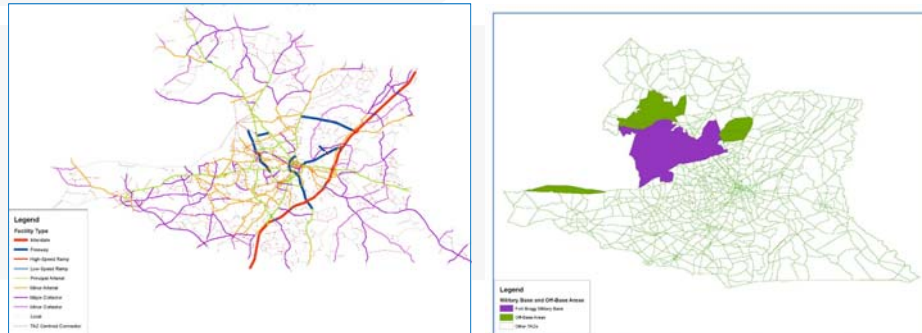 Legend
Facility Type
Interstate
Freeway
High-Speed Ramp
Low-Speed Ramp
Principal Arterial
Minor Arterial
Major Collector
Minor Collector
Local
TAZ Centroid Connector
Legend
Military Base and Off-Base Areas
Fort Bragg Military Base
Off-Base Areas
Other TAZs